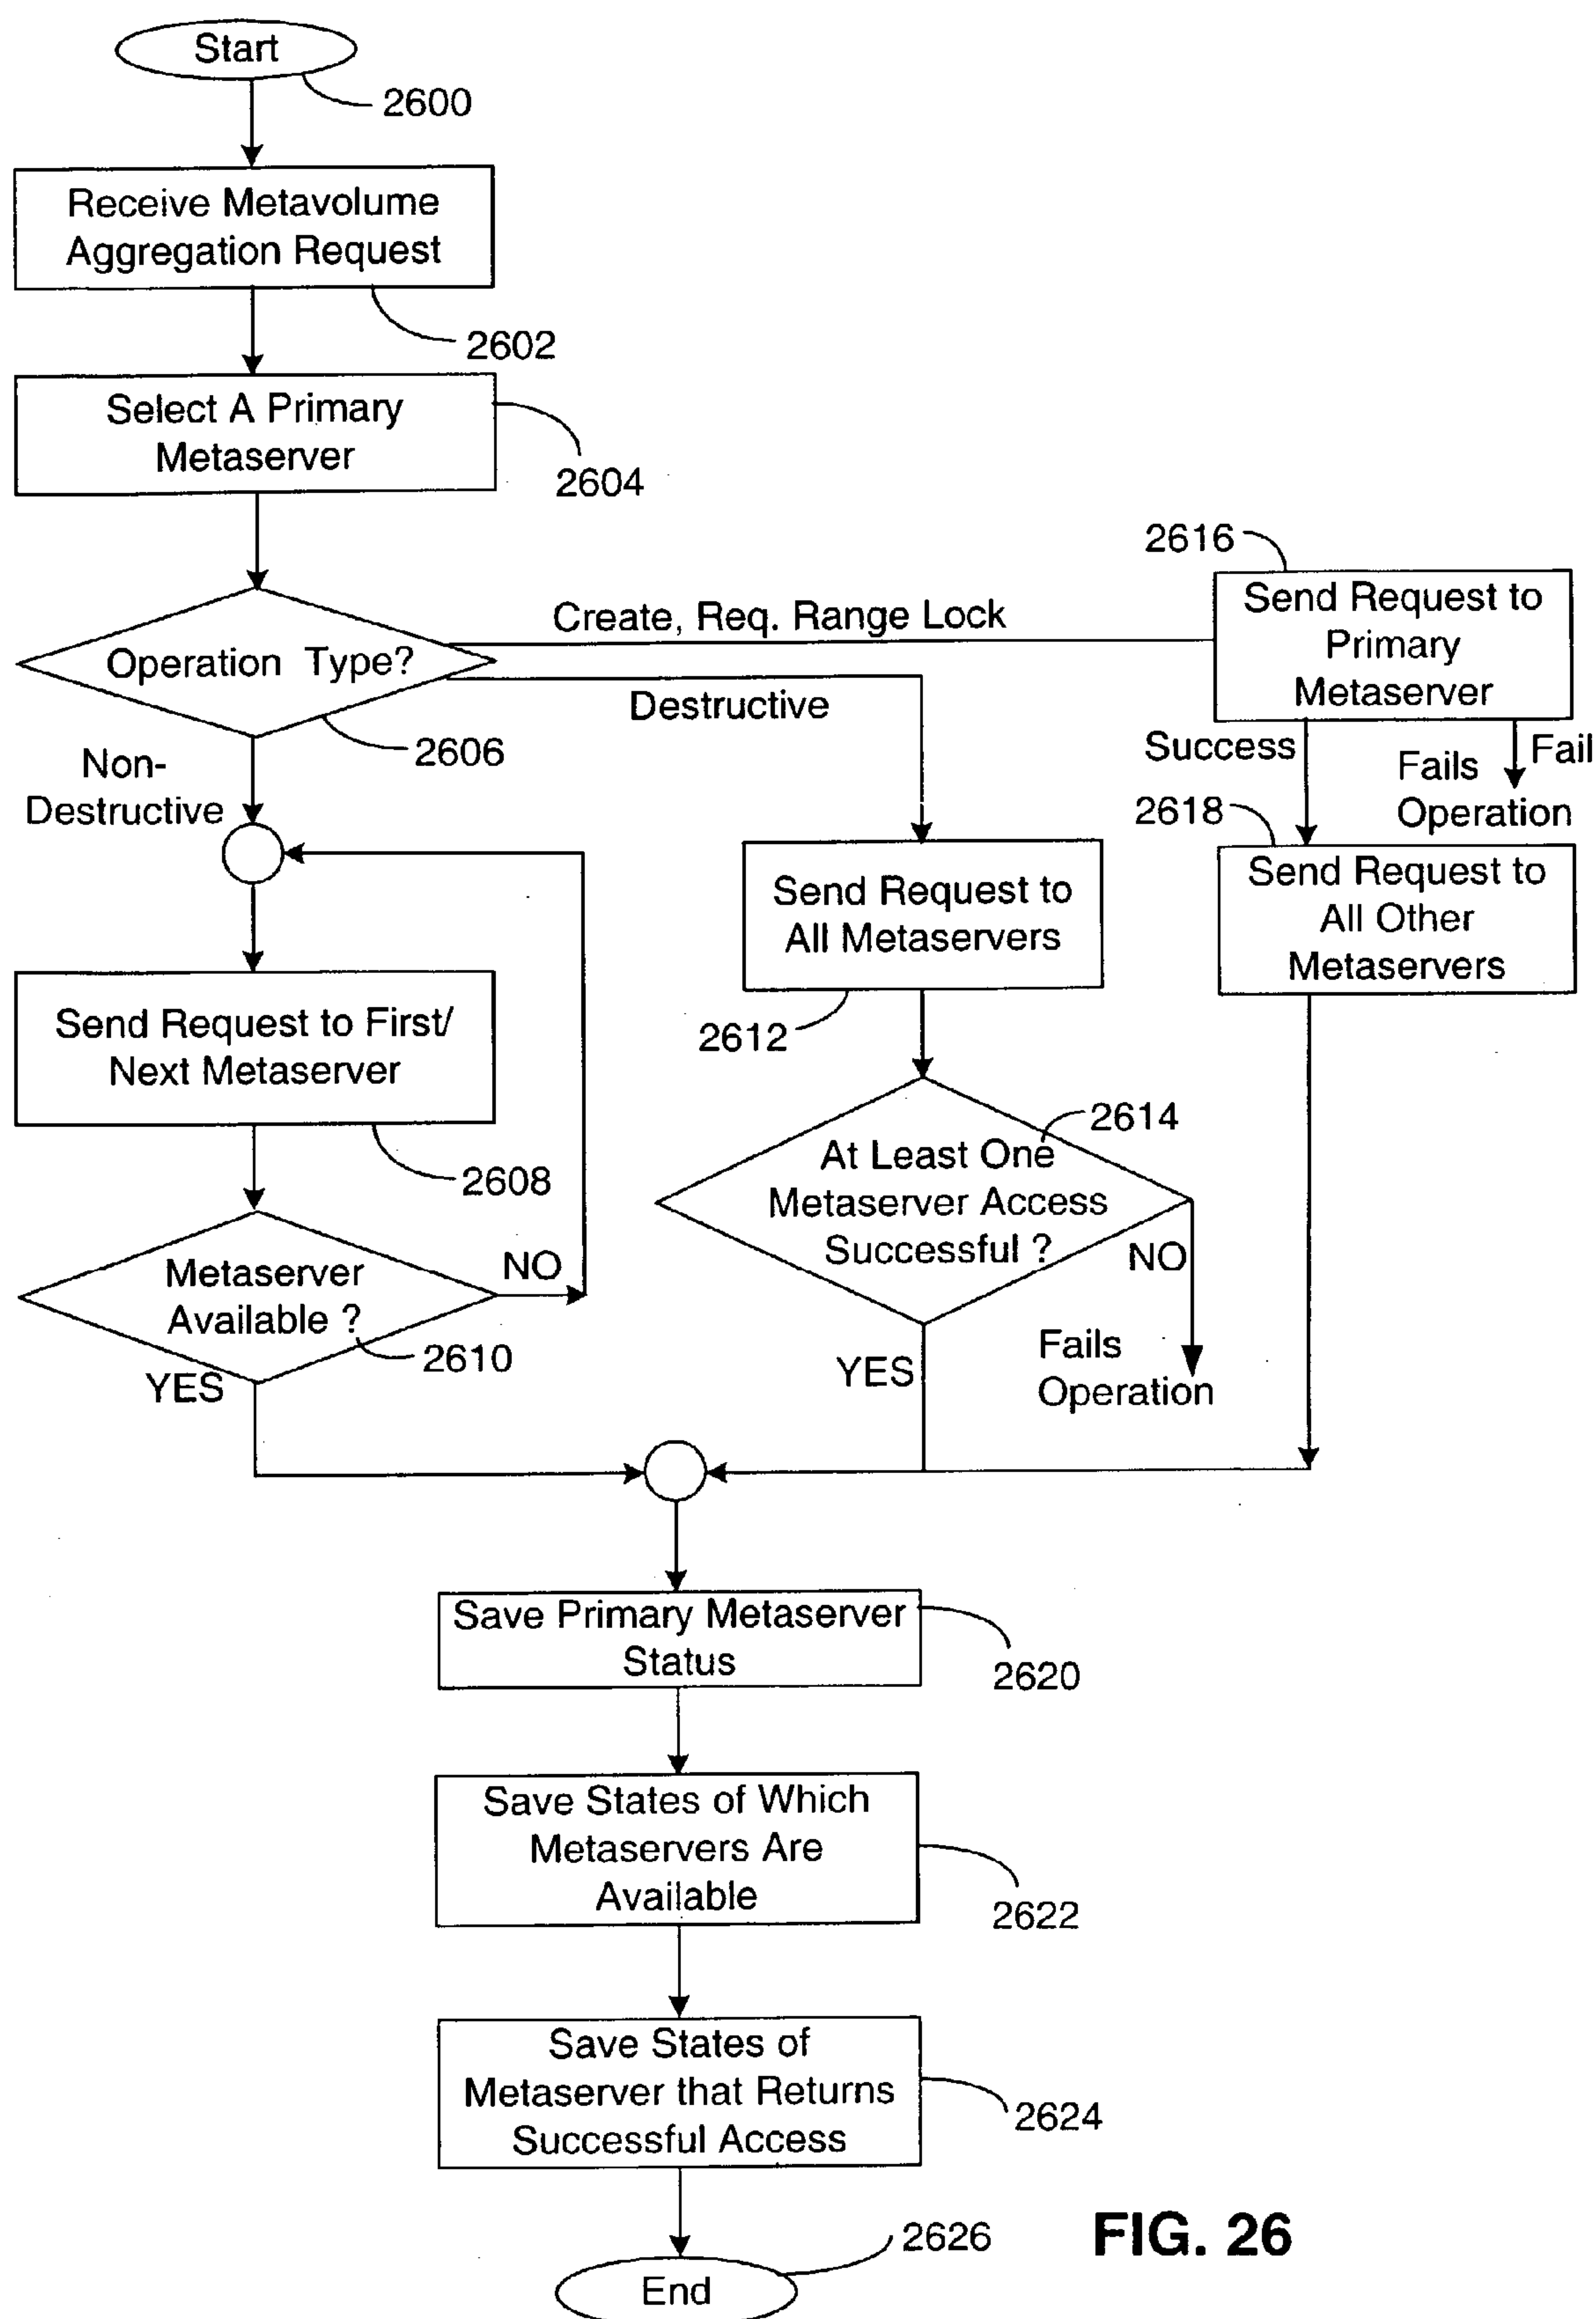 Start
2600
Receive Metavolume
Aggregation Request
2602
Select A Primary
Metaserver
2604
2616
Send Request to
Primary
Metaserver
Create, Req. Range Lock
Operation Type?
Destructive
2606
Non-
Destructive
Success
Fail
Fails
Operation
2618
Send Request to
All Other
Metaservers
Send Request to
All Metaservers
2612
Send Request to First/
Next Metaserver
2608
2614
At Least One
Metaserver Access
Successful ?
NO
Metaserver
Available ?
NO
2610
YES
YES
Fails
Operation
Save Primary Metaserver
Status
2620
Save States of Which
Metaservers Are
Available
2622
Save States of
Metaserver that Returns
Successful Access
2624
2626
End
FIG. 26